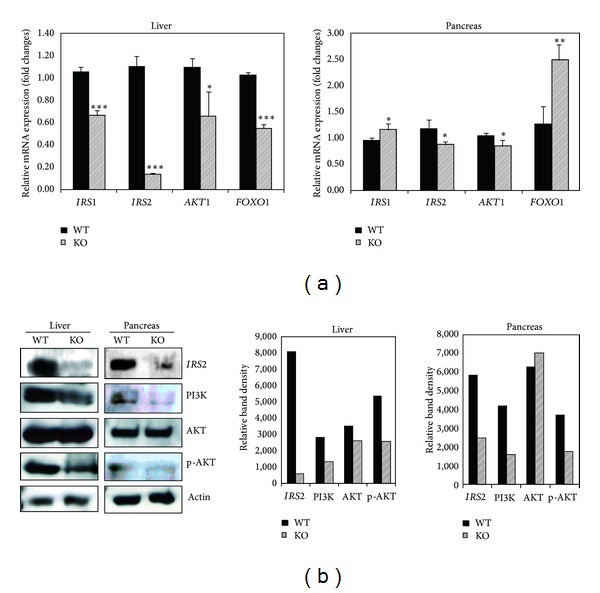 Liver
Relative mRNA expression (fold changes)
1.40
1.20
1.00
0.80
0.60
0.40
0.20
0.00
***
***
*
***
IRS1 IRS2 AKT1 FOXO1
WT
KO
Pancreas
Relative mRNA expression (fold changes)
3.00
2.50
2.00
1.50
1.00
0.50
0.00
*
*
*
**
IRS1 IRS2 AKT1 FOXO1
WT
KO
(a)
Liver Pancreas
WT KO WT KO
IRS2
PI3K
AKT
p-AKT
Actin
Liver
Relative band density
9,000
8,000
7,000
6,000
5,000
4,000
3,000
2,000
1,000
0
IRS2 PI3K AKT p-AKT
WT
KO
Pancreas
Relative band density
8,000
7,000
6,000
5,000
4,000
3,000
2,000
1,000
0
IRS2 PI3K AKT p-AKT
WT
KO
(b)